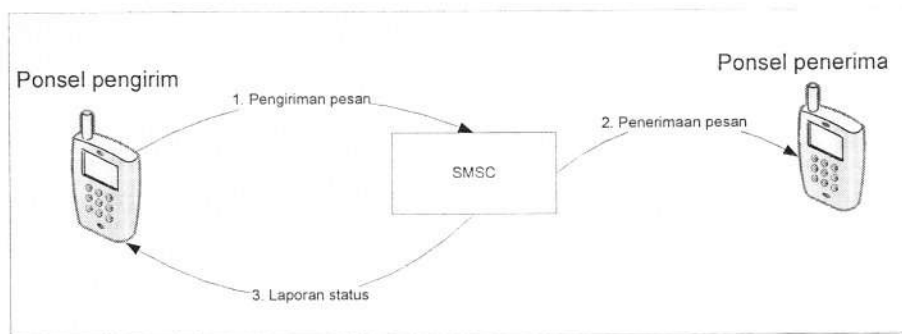 Ponsel pengirim
Ponsel penerima
1. Pengiriman pesan
2. Penerimaan pesan
SMSC
3. Laporan status